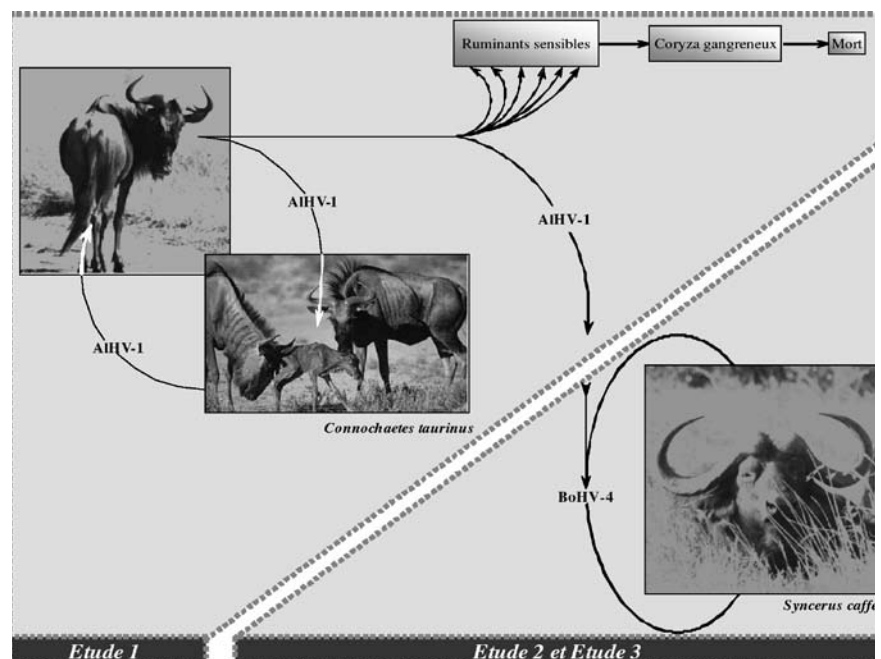 Ruminants sensibles
Coryza gangreneux
Mort
AlHV-1
AlHV-1
AlHV-1
Connochaetes taurinus
BoHV-4
Syncerus caffe
Etude 1
Etude 2 et Etude 3